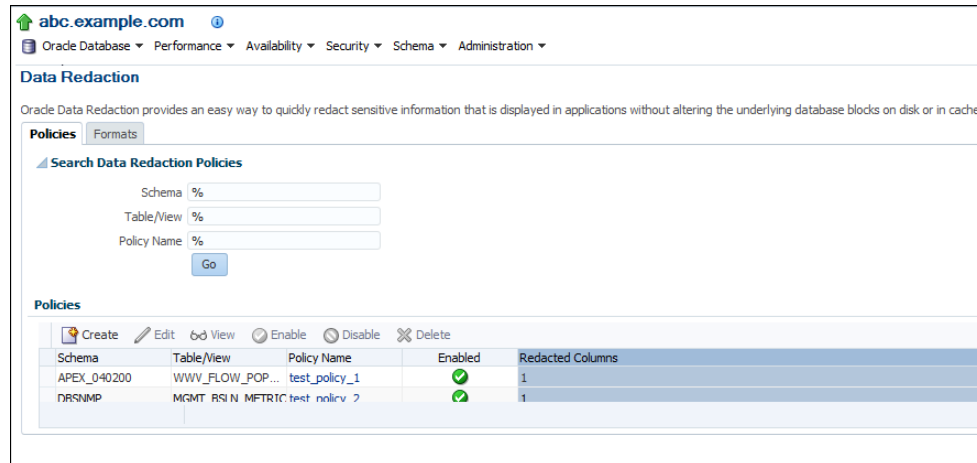 abc.example.com
Oracle Database Performance Availability Security Schema Administration
Data Redaction
Oracle Data Redaction provides an easy way to quickly redact sensitive information that is displayed in applications without altering the underlying database blocks on disk or in cache
Policies Formats
Search Data Redaction Policies
Schema %
Table/View %
Policy Name %
Go
Policies
Create Edit View Enable Disable Delete
Schema Table/View Policy Name Enabled Redacted Columns
APEX_040200 WWV_FLOW_POP... test_policy_1 1
DBSNMP MGMT_BSLN_METRIC test_policy_2 1